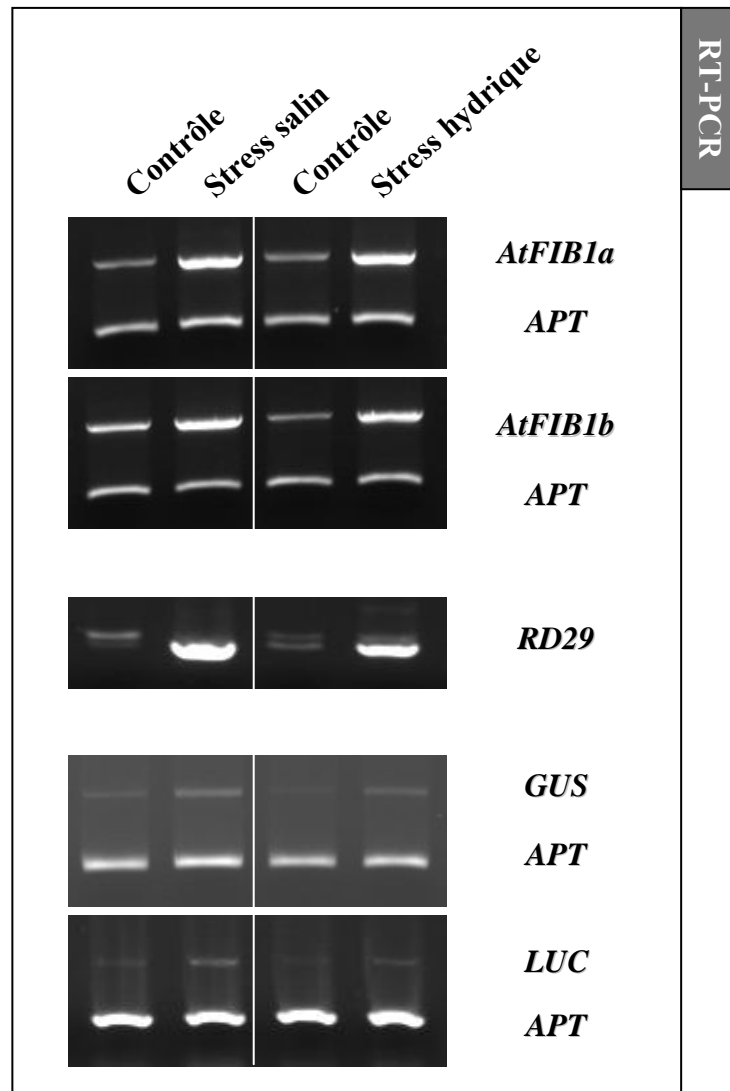 RT-PCR
Contrôle
Stress salin
Contrôle
Stress hydrique
AtFIB1a
APT
AtFIB1b
APT
RD29
GUS
APT
LUC
APT